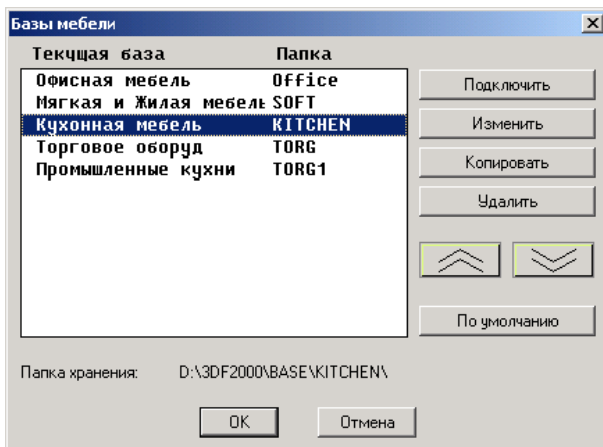 Базы мебели
Текущая база Папка
Офисная мебель Office
Мягкая и Жилая мебель SOFT
Кухонная мебель KITCHEN
Торговое оборуд TORG
Промышленные кухни TORG1
Подключить
Изменить
Копировать
Удалить
По умолчанию
Папка хранения: D:\3DF2000\BASE\KITCHEN\
OK Отмена